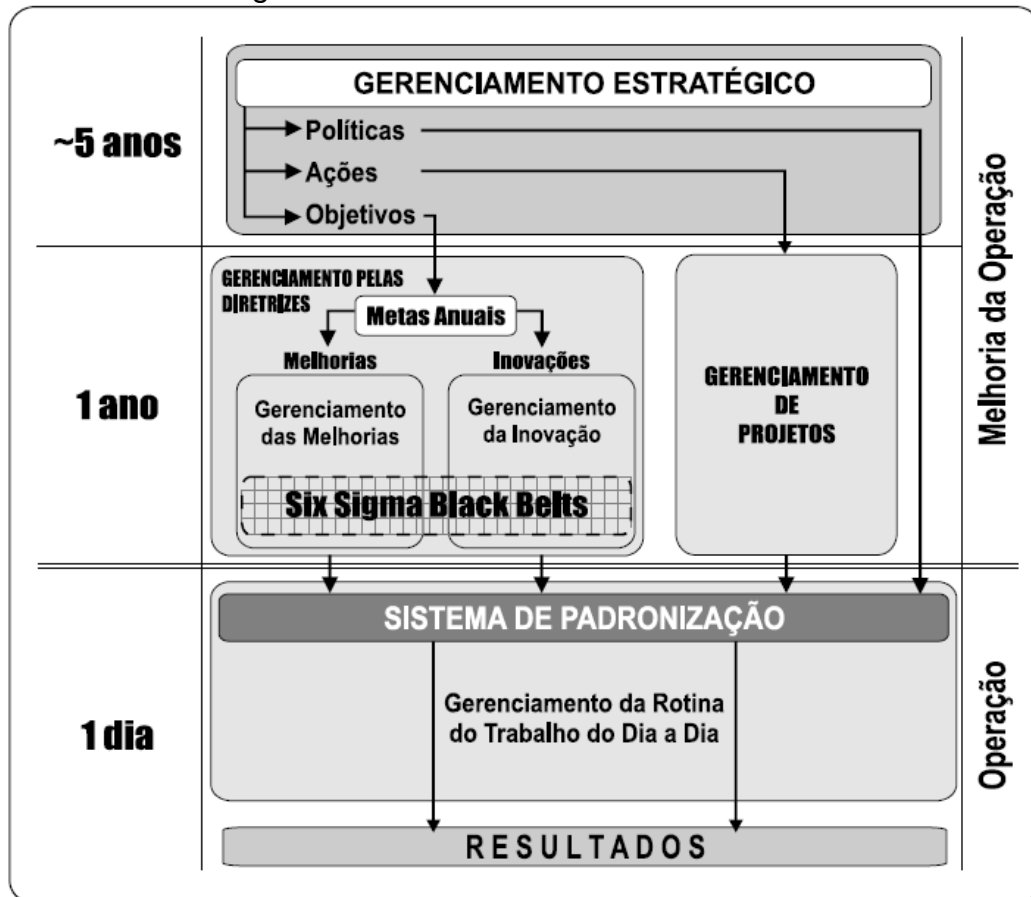 GERENCIAMENTO ESTRATÉGICO
~5 anos
Políticas
Ações
Objetivos
GERENCIAMENTO PELAS
DIRETRIZES
Metas Anuais
Melhorias
Inovações
1 ano
Gerenciamento
das Melhorias
Gerenciamento
da Inovação
Six Sigma Black Belts
GERENCIAMENTO
DE
PROJETOS
Melhoria da Operação
SISTEMA DE PADRONIZAÇÃO
1 dia
Gerenciamento da Rotina
do Trabalho do Dia a Dia
Operação
RESULTADOS